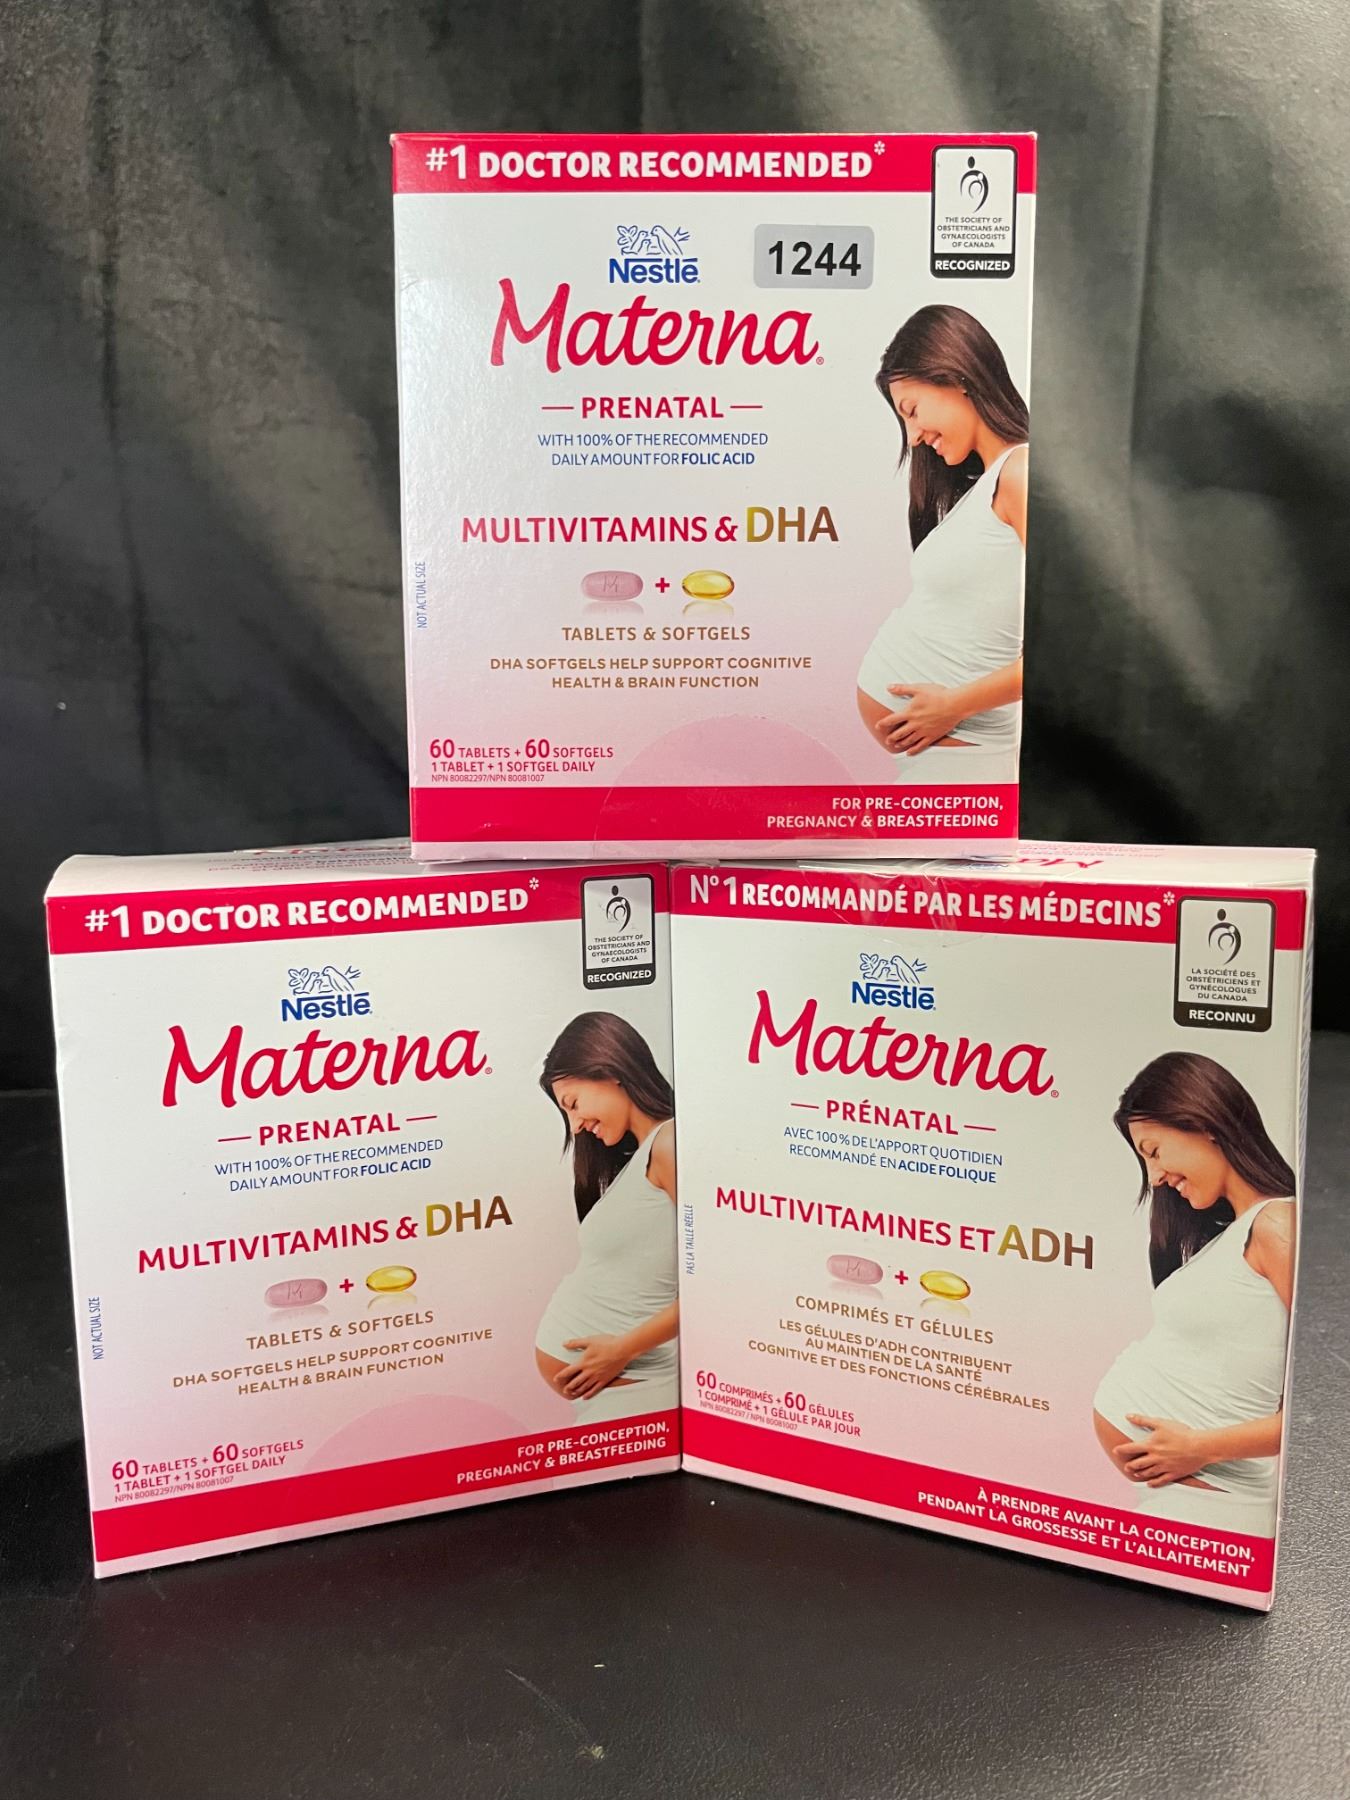 #1 DOCTOR RECOMMENDED*
THE SOCIETY OF
OBSTETRICIANS AND
GYNAECOLOGISTS
OF CANADA
RECOGNIZED
Nestlé
1244
Materna®
PRENATAL
WITH 100% OF THE RECOMMENDED
DAILY AMOUNT FOR FOLIC ACID
MULTIVITAMINS & DHA
M +
TABLETS & SOFTGELS
DHA SOFTGELS HELP SUPPORT COGNITIVE
HEALTH & BRAIN FUNCTION
NOT ACTUAL SIZE
60 TABLETS + 60 SOFTGELS
1 TABLET + 1 SOFTGEL DAILY
NPN 80082297/NPN 80081007
FOR PRE-CONCEPTION,
PREGNANCY & BREASTFEEDING
#1 DOCTOR RECOMMENDED*
THE SOCIETY OF
OBSTETRICIANS AND
GYNAECOLOGISTS
OF CANADA
RECOGNIZED
Nestlé
Materna®
PRENATAL
WITH 100% OF THE RECOMMENDED
DAILY AMOUNT FOR FOLIC ACID
MULTIVITAMINS & DHA
M +
TABLETS & SOFTGELS
DHA SOFTGELS HELP SUPPORT COGNITIVE
HEALTH & BRAIN FUNCTION
NOT ACTUAL SIZE
60 TABLETS + 60 SOFTGELS
1 TABLET + 1 SOFTGEL DAILY
NPN 80082297/NPN 80081007
FOR PRE-CONCEPTION,
PREGNANCY & BREASTFEEDING
N° 1 RECOMMANDÉ PAR LES MÉDECINS*
LA SOCIÉTÉ DES
OBSTÉTRICIENS ET
GYNÉCOLOGUES
DU CANADA
RECONNU
Nestlé
Materna®
PRÉNATAL
AVEC 100% DE L'APPORT QUOTIDIEN
RECOMMANDÉ EN ACIDE FOLIQUE
MULTIVITAMINES ET ADH
M +
COMPRIMÉS ET GÉLULES
LES GÉLULES D'ADH CONTRIBUENT
AU MAINTIEN DE LA SANTÉ
COGNITIVE ET DES FONCTIONS CÉRÉBRALES
PAS LA TAILLE RÉELLE
60 COMPRIMÉS + 60 GÉLULES
1 COMPRIMÉ + 1 GÉLULE PAR JOUR
NPN 80082297 / NPN 80081007
À PRENDRE AVANT LA CONCEPTION,
PENDANT LA GROSSESSE ET L'ALLAITEMENT